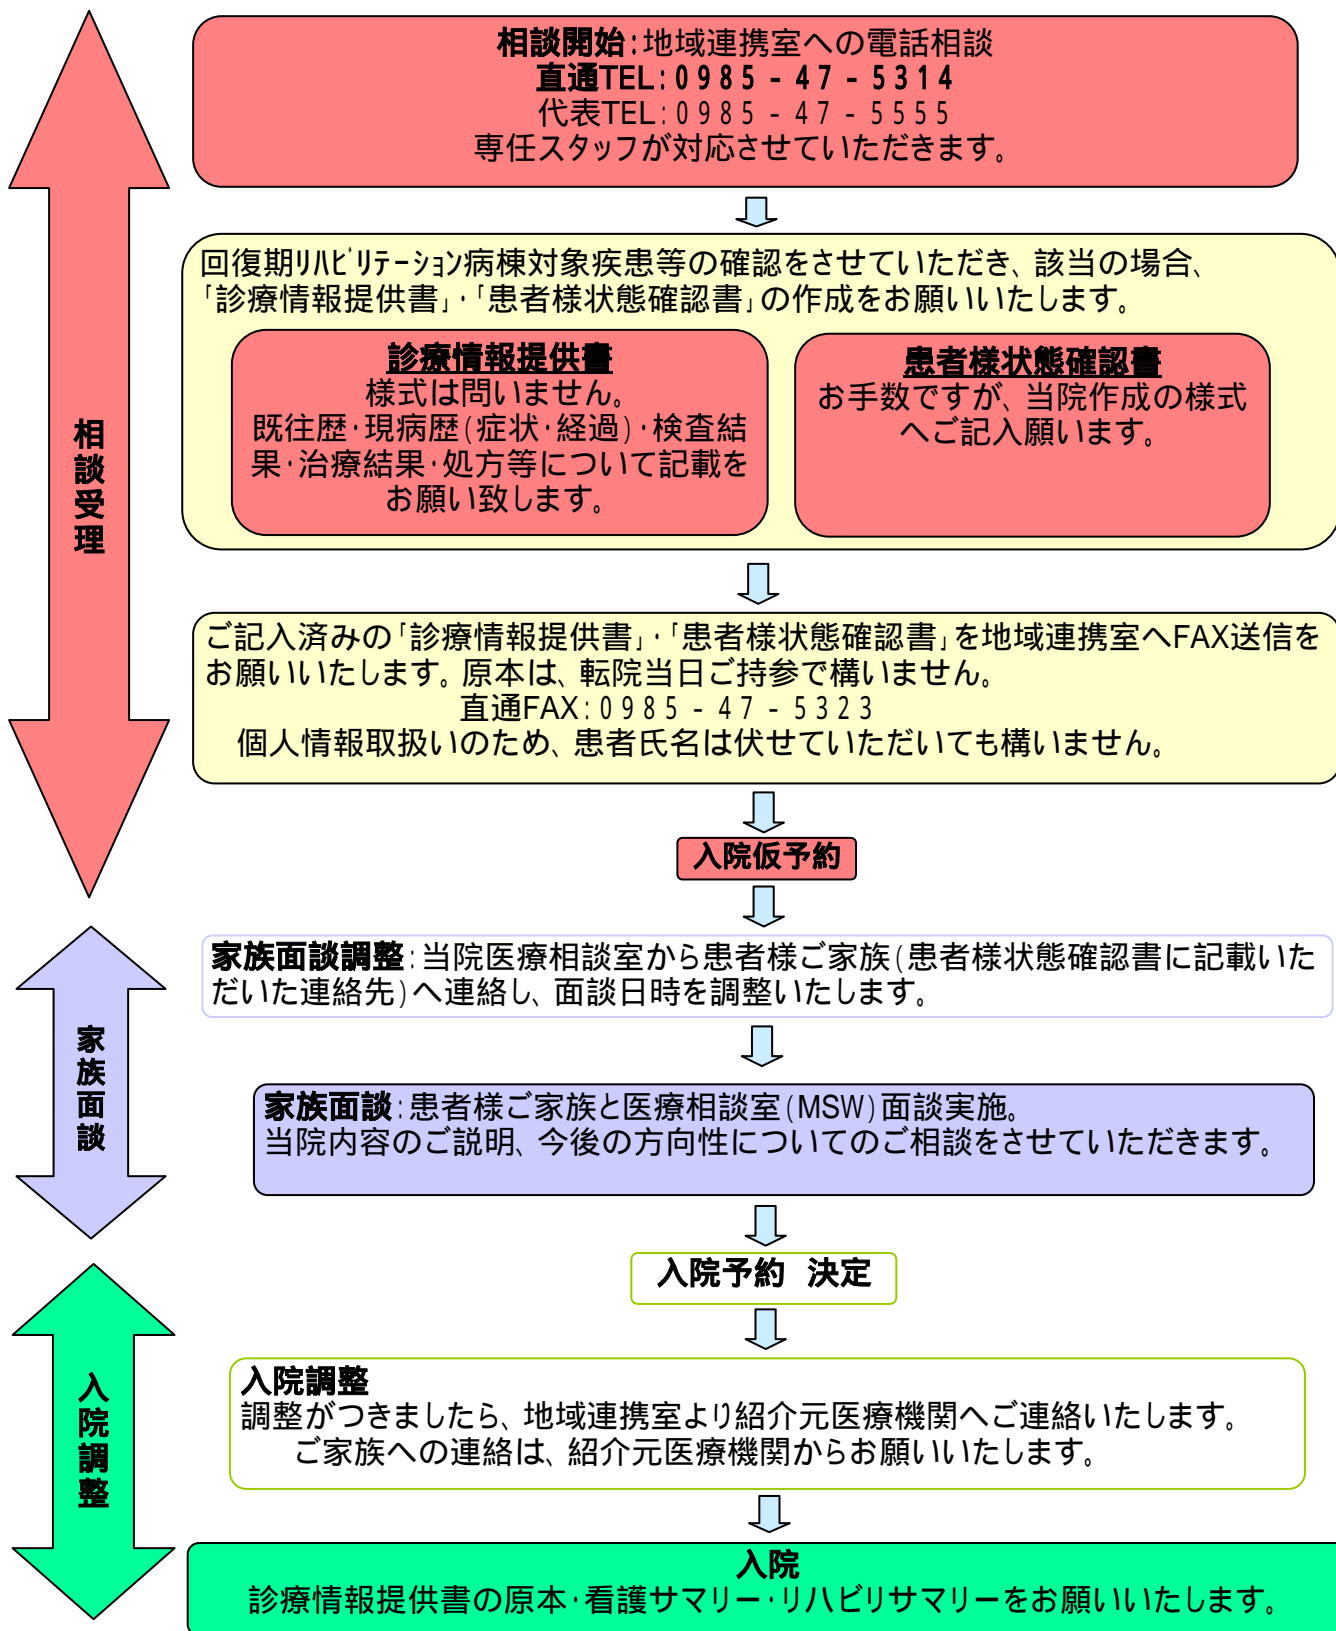 相談開始:地域連携室への電話相談
直通TEL:0985-47-5314
代表TEL:0985-47-5555
専任スタッフが対応させていただきます。
相談受理
回復期リハビリテーション病棟対象疾患等の確認をさせていただき、該当の場合、
「診療情報提供書」・「患者様状態確認書」の作成をお願いいたします。
診療情報提供書
様式は問いません。
既往歴・現病歴(症状・経過)・検査結
果・治療結果・処方等について記載を
お願い致します。
患者様状態確認書
お手数ですが、当院作成の様式
へご記入願います。
ご記入済みの「診療情報提供書」・「患者様状態確認書」を地域連携室へFAX送信を
お願いいたします。原本は、転院当日ご持参で構いません。
直通FAX:0985-47-5323
個人情報取扱いのため、患者氏名は伏せていただいても構いません。
入院仮予約
家族面談
家族面談調整:当院医療相談室から患者様ご家族(患者様状態確認書に記載いた
だいた連絡先)へ連絡し、面談日時を調整いたします。
家族面談:患者様ご家族と医療相談室(MSW)面談実施。
当院内容のご説明、今後の方向性についてのご相談をさせていただきます。
入院予約 決定
入院調整
入院調整
調整がつきましたら、地域連携室より紹介元医療機関へご連絡いたします。
ご家族への連絡は、紹介元医療機関からお願いいたします。
入院
診療情報提供書の原本・看護サマリー・リハビリサマリーをお願いいたします。